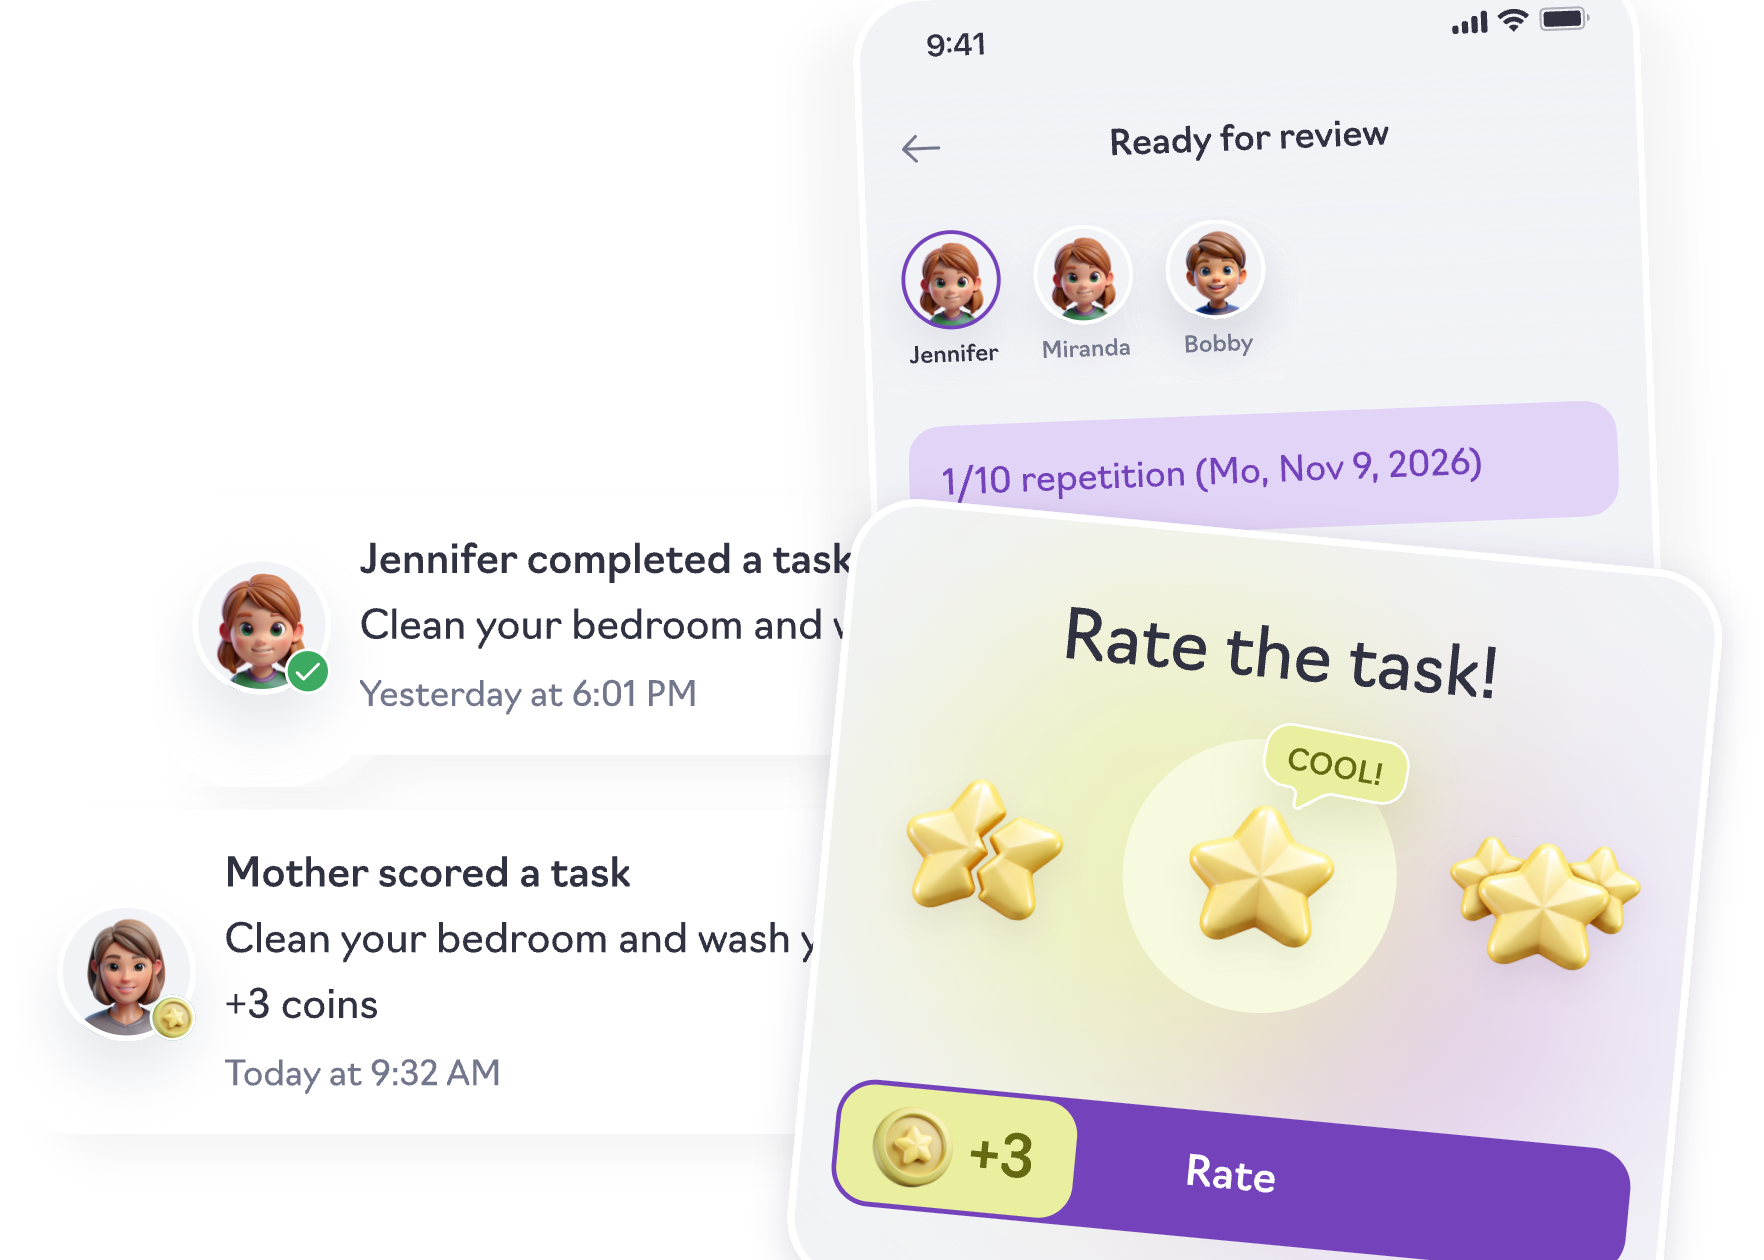 9:41
Ready for review
Jennifer
Miranda
Bobby
1/10 repetition (Mo, Nov 9, 2026)
Jennifer completed a task
Clean your bedroom and
Yesterday at 6:01 PM
Mother scored a task
Clean your bedroom and wash
+3 coins
Today at 9:32 AM
Rate the task!
COOL!
+3
Rate